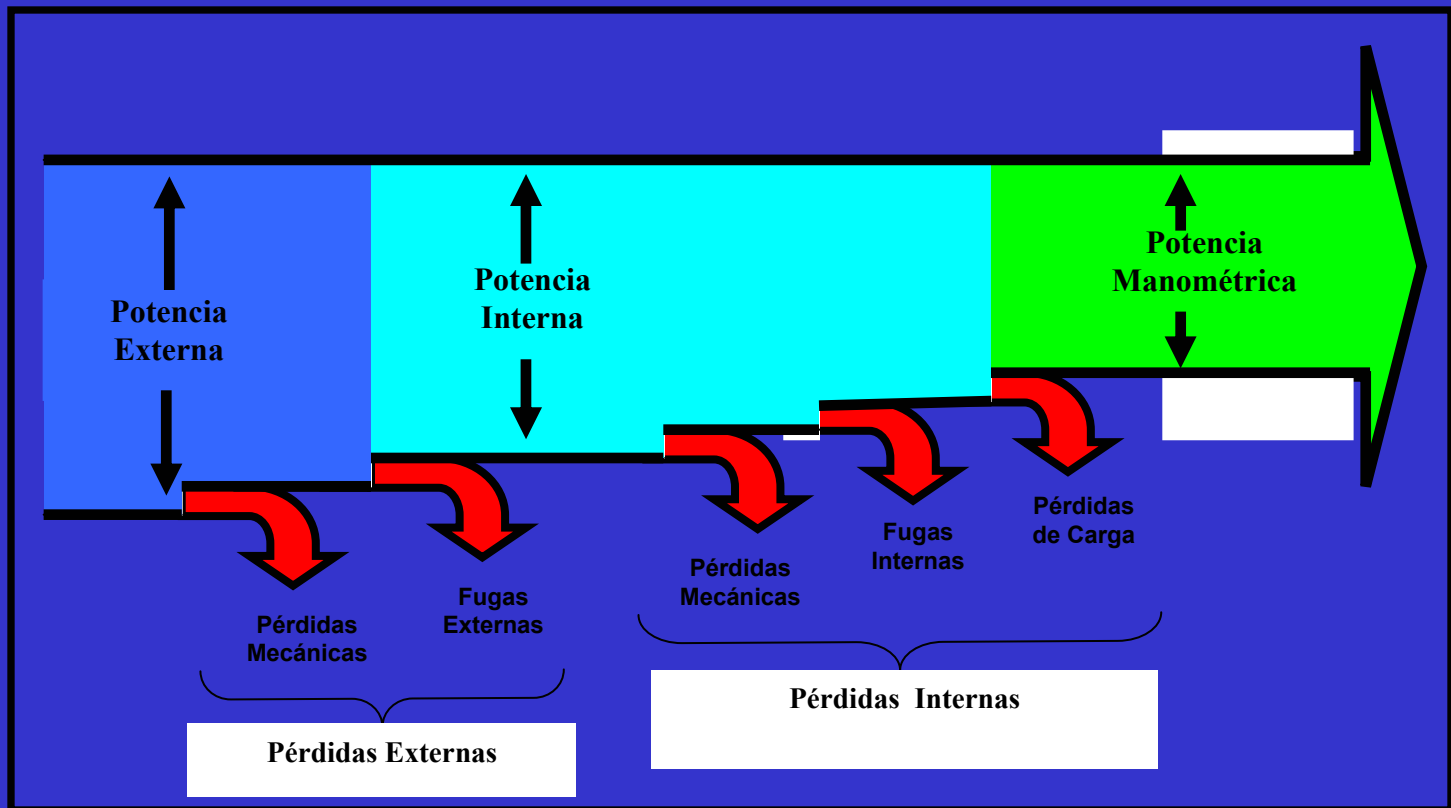 Potencia
Externa
Potencia
Interna
Potencia
Manométrica
Pérdidas
Mecánicas
Fugas
Externas
Pérdidas
Mecánicas
Fugas
Internas
Pérdidas
de Carga
Pérdidas Externas
Pérdidas Internas